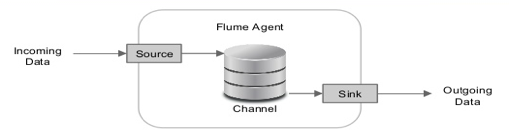 Flume Agent
Incoming
Data
Source
Channel
Sink
Outgoing
Data